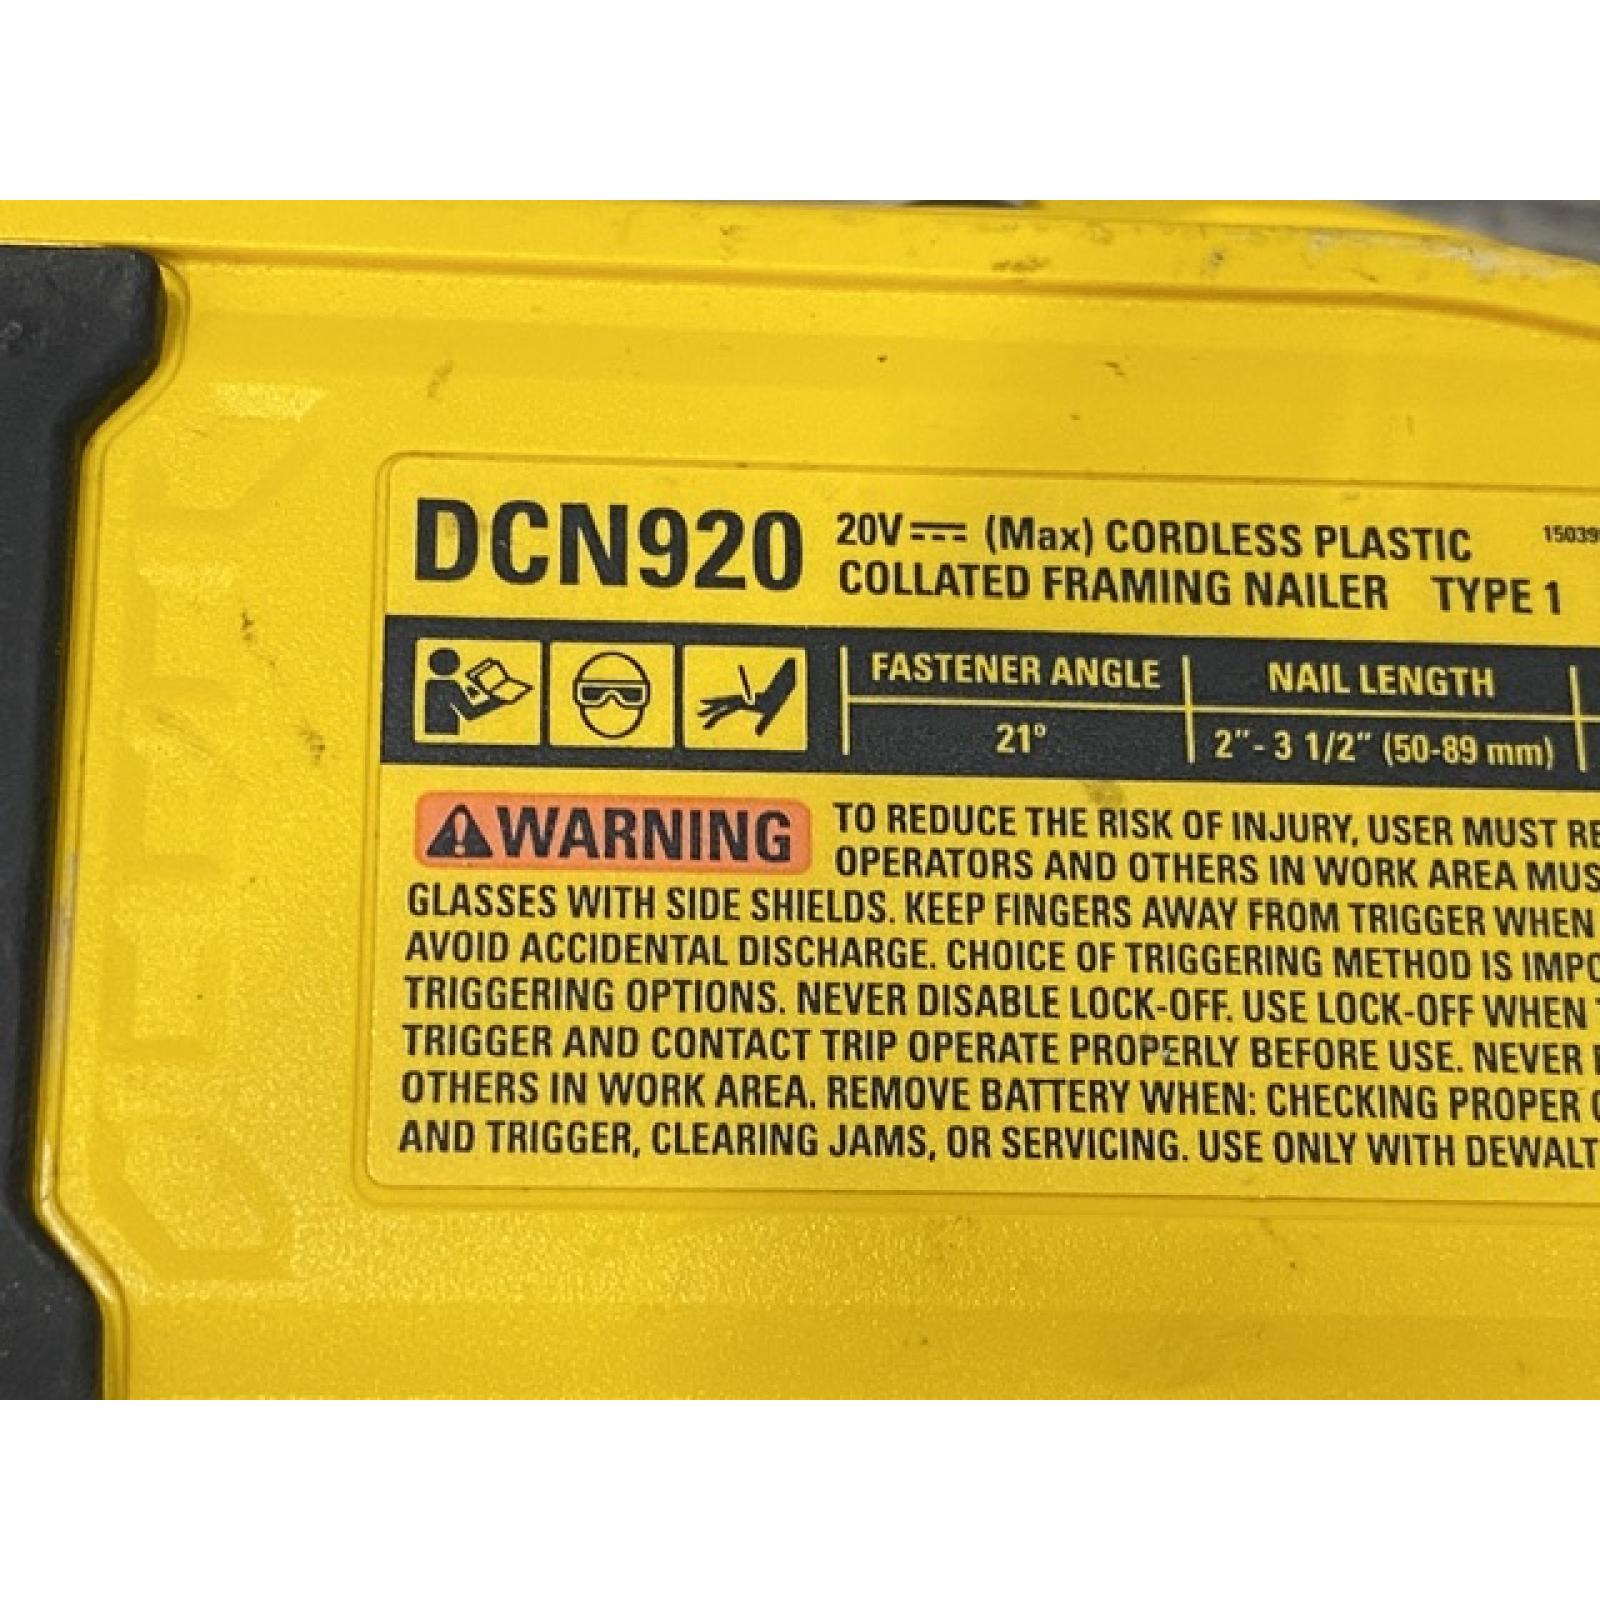 DCN920 20V (Max) CORDLESS PLASTIC 15039
COLLATED FRAMING NAILER TYPE 1
FASTENER ANGLE NAIL LENGTH
21° 2"- 3 1/2" (50-89 mm)
WARNING TO REDUCE THE RISK OF INJURY, USER MUST RE
OPERATORS AND OTHERS IN WORK AREA MUS
GLASSES WITH SIDE SHIELDS. KEEP FINGERS AWAY FROM TRIGGER WHEN
AVOID ACCIDENTAL DISCHARGE. CHOICE OF TRIGGERING METHOD IS IMPO
TRIGGERING OPTIONS. NEVER DISABLE LOCK-OFF. USE LOCK-OFF WHEN
TRIGGER AND CONTACT TRIP OPERATE PROPERLY BEFORE USE. NEVER
OTHERS IN WORK AREA. REMOVE BATTERY WHEN: CHECKING PROPER
AND TRIGGER, CLEARING JAMS, OR SERVICING. USE ONLY WITH DEWALT